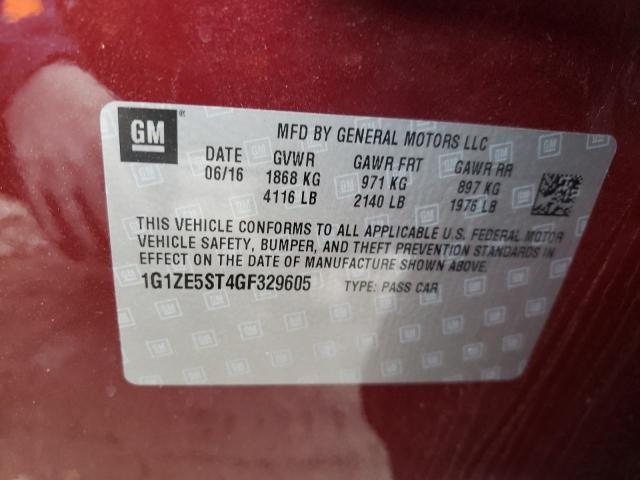 GM ®
MFD BY GENERAL MOTORS LLC
DATE GVWR GAWR FRT GAWR RR
06/16 1868 KG 971 KG 897 KG
4116 LB 2140 LB 1976 LB
THIS VEHICLE CONFORMS TO ALL APPLICABLE U.S. FEDERAL MOTOR
VEHICLE SAFETY, BUMPER, AND THEFT PREVENTION STANDARDS IN
EFFECT ON THE DATE OF MANUFACTURE SHOWN ABOVE.
1G1ZE5ST4GF329605 TYPE: PASS CAR